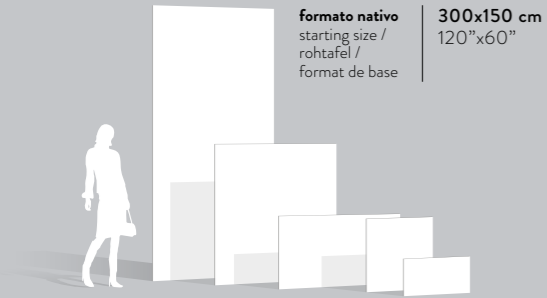 formato nativo
starting size /
rohtafel /
format de base
300x150 cm
120”x60”